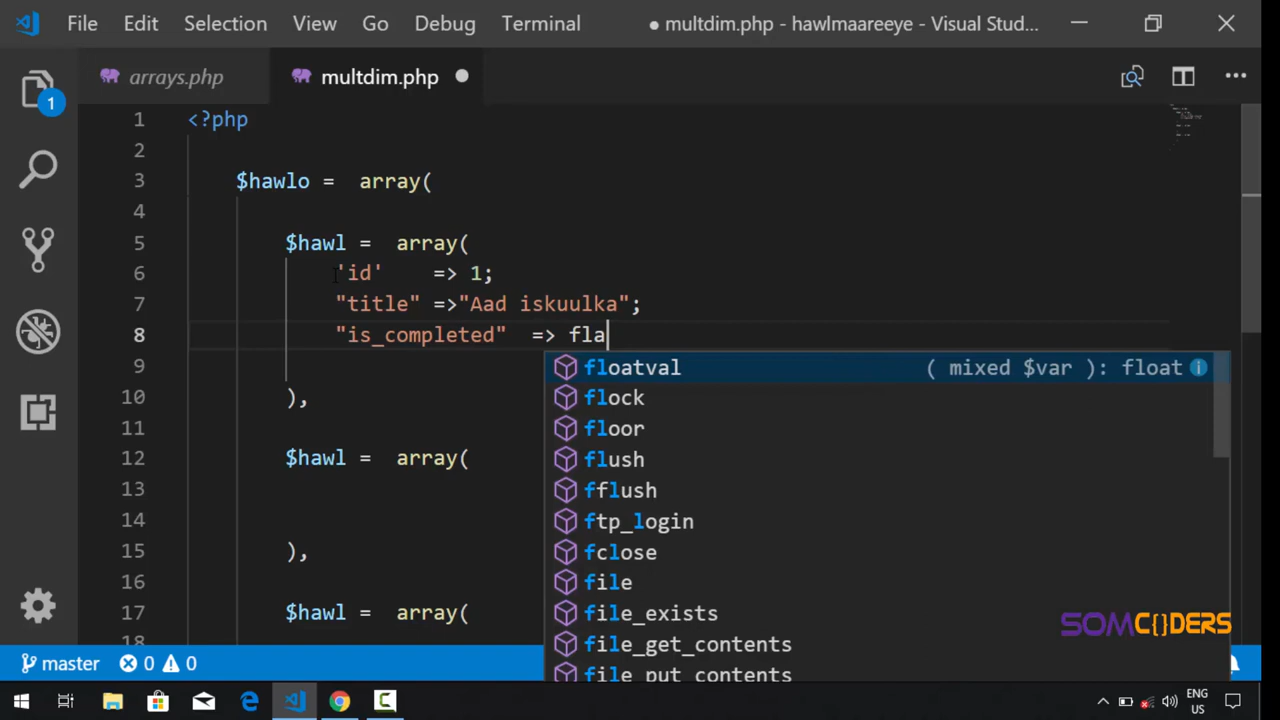 File Edit Selection View Go Debug Terminal ● multdim.php - hawlmaareeye - Visual Stud...
arrays.php multdim.php ●
1
1 <?php
2
3 $hawlo =  array(
4
5 $hawl =  array(
6 'id'    => 1;
7 "title" =>"Aad iskuulka";
8 "is_completed"  => fla
9
10 ),
11
12 $hawl =  array(
13
14
15 ),
16
17 $hawl =  array(
18
floatval ( mixed $var ): float
flock
floor
flush
fflush
ftp_login
fclose
file
file_exists
file_get_contents
file_put_contents
SOMC{}DERS
master 0 0
ENG
US